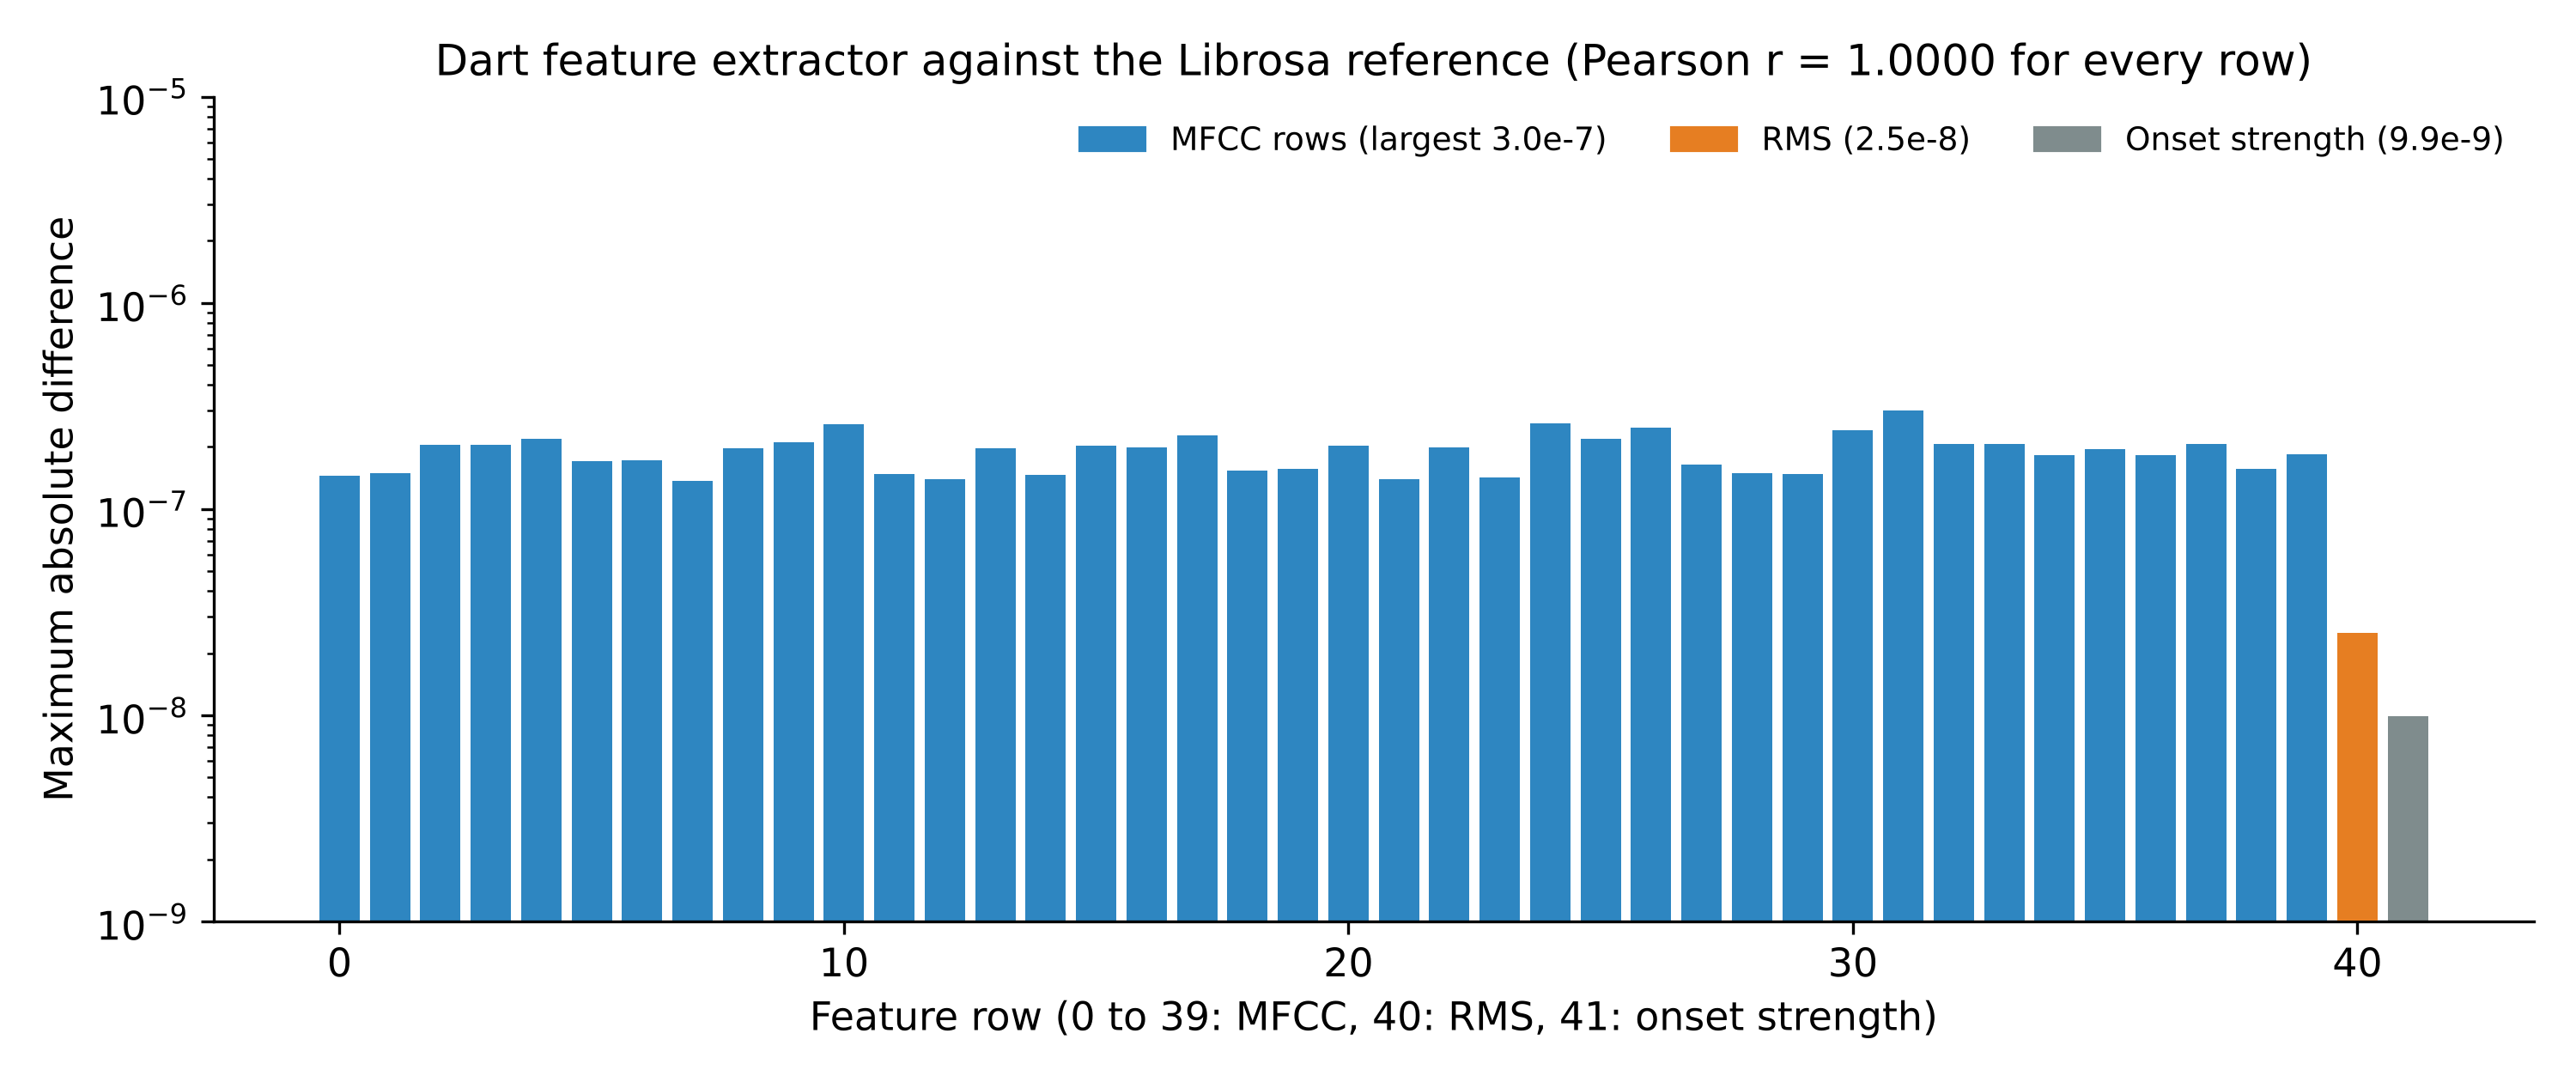 Dart feature extractor against the Librosa reference (Pearson r = 1.0000 for every row)
MFCC rows (largest 3.0e-7) RMS (2.5e-8) Onset strength (9.9e-9)
Maximum absolute difference
10⁻⁵
10⁻⁶
10⁻⁷
10⁻⁸
10⁻⁹
0 10 20 30 40
Feature row (0 to 39: MFCC, 40: RMS, 41: onset strength)